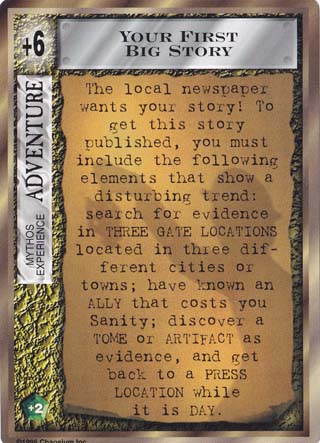 +6
YOUR FIRST
BIG STORY
MYTHOS
EXPERIENCE
ADVENTURE
The local newspaper
wants your story! To
get this story
published, you must
include the following
elements that show a
disturbing trend:
search for evidence
in THREE GATE LOCATIONS
located in three dif-
ferent cities or
towns; have known an
ALLY that costs you
Sanity; discover a
TOME or ARTIFACT as
evidence, and get
back to a PRESS
LOCATION while
it is DAY.
+2
©1996 Chaosium Inc.